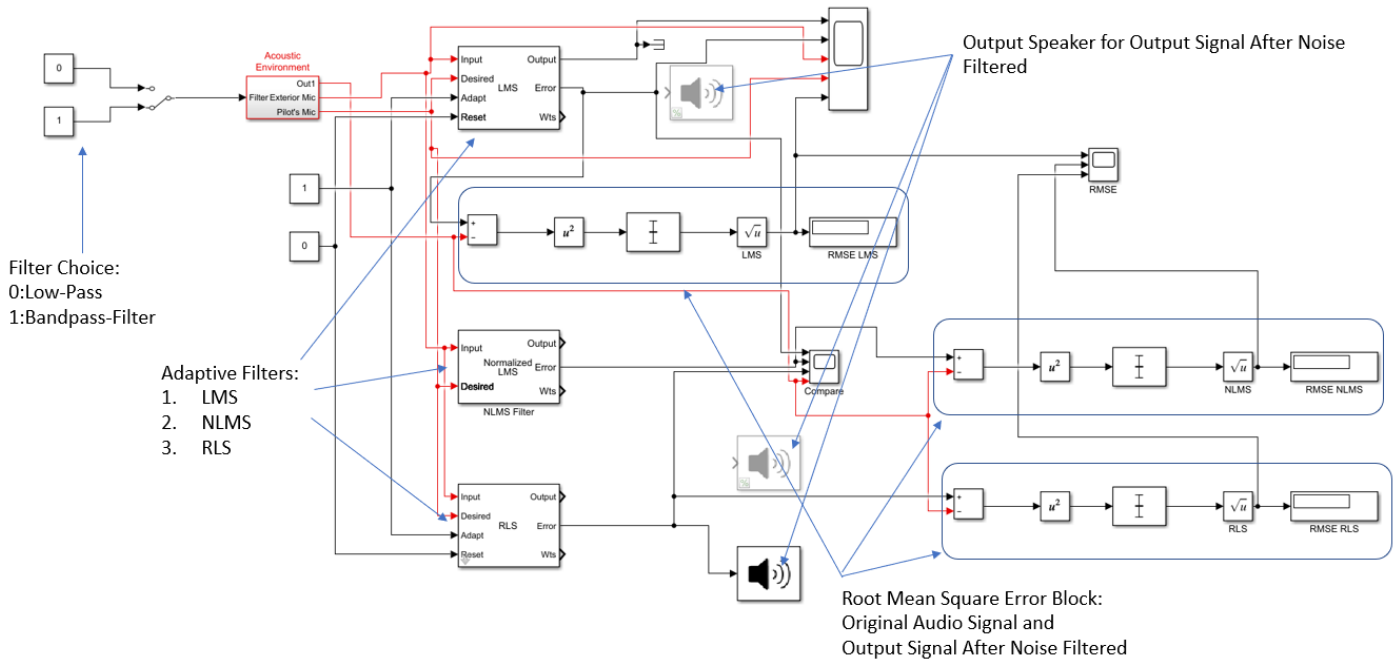 Output Speaker for Output Signal After Noise
Filtered
Acoustic
Environment
0
1
Out1
Filter Exterior Mic
Pilot's Mic
Input
Desired
Adapt
Reset
LMS
Output
Error
Wts
1
0
+
−
u²
√u
LMS
RMSE LMS
RMSE
Filter Choice:
0:Low-Pass
1:Bandpass-Filter
Adaptive Filters:
1. LMS
2. NLMS
3. RLS
Input
Desired
Normalized
LMS
Output
Error
Wts
NLMS Filter
Compare
+
−
u²
√u
NLMS
RMSE NLMS
Input
Desired
Adapt
Reset
RLS
Output
Error
Wts
+
−
u²
√u
RLS
RMSE RLS
Root Mean Square Error Block:
Original Audio Signal and
Output Signal After Noise Filtered